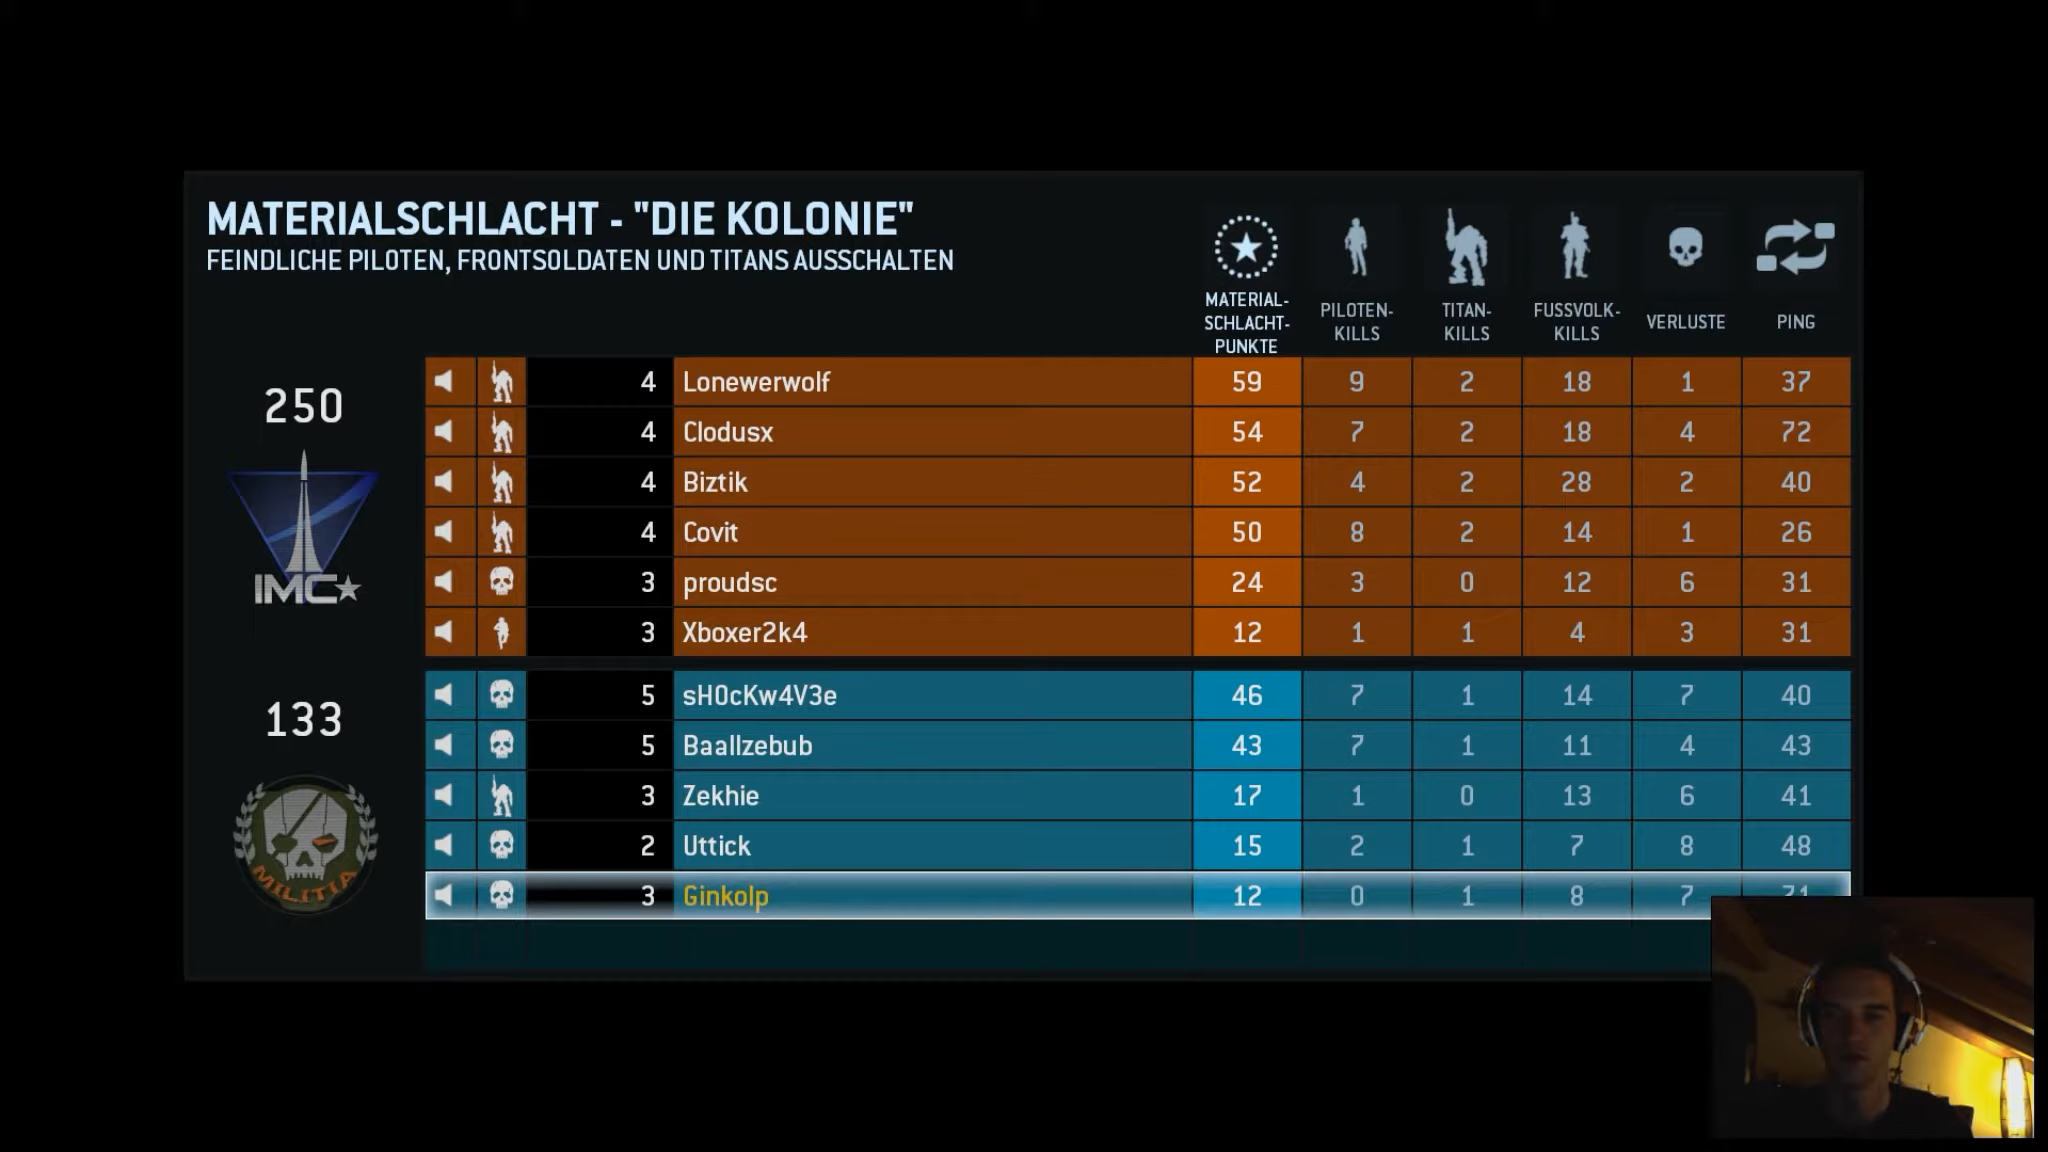 MATERIALSCHLACHT - "DIE KOLONIE"
FEINDLICHE PILOTEN, FRONTSOLDATEN UND TITANS AUSSCHALTEN
MATERIAL-
SCHLACHT-
PUNKTE
PILOTEN-
KILLS
TITAN-
KILLS
FUSSVOLK-
KILLS
VERLUSTE
PING
250
IMC
4 Lonewerwolf 59 9 2 18 1 37
4 Clodusx 54 7 2 18 4 72
4 Biztik 52 4 2 28 2 40
4 Covit 50 8 2 14 1 26
3 proudsc 24 3 0 12 6 31
3 Xboxer2k4 12 1 1 4 3 31
133
MILITIA
5 sH0cKw4V3e 46 7 1 14 7 40
5 Baallzebub 43 7 1 11 4 43
3 Zekhie 17 1 0 13 6 41
2 Uttick 15 2 1 7 8 48
3 Ginkolp 12 0 1 8 7 71